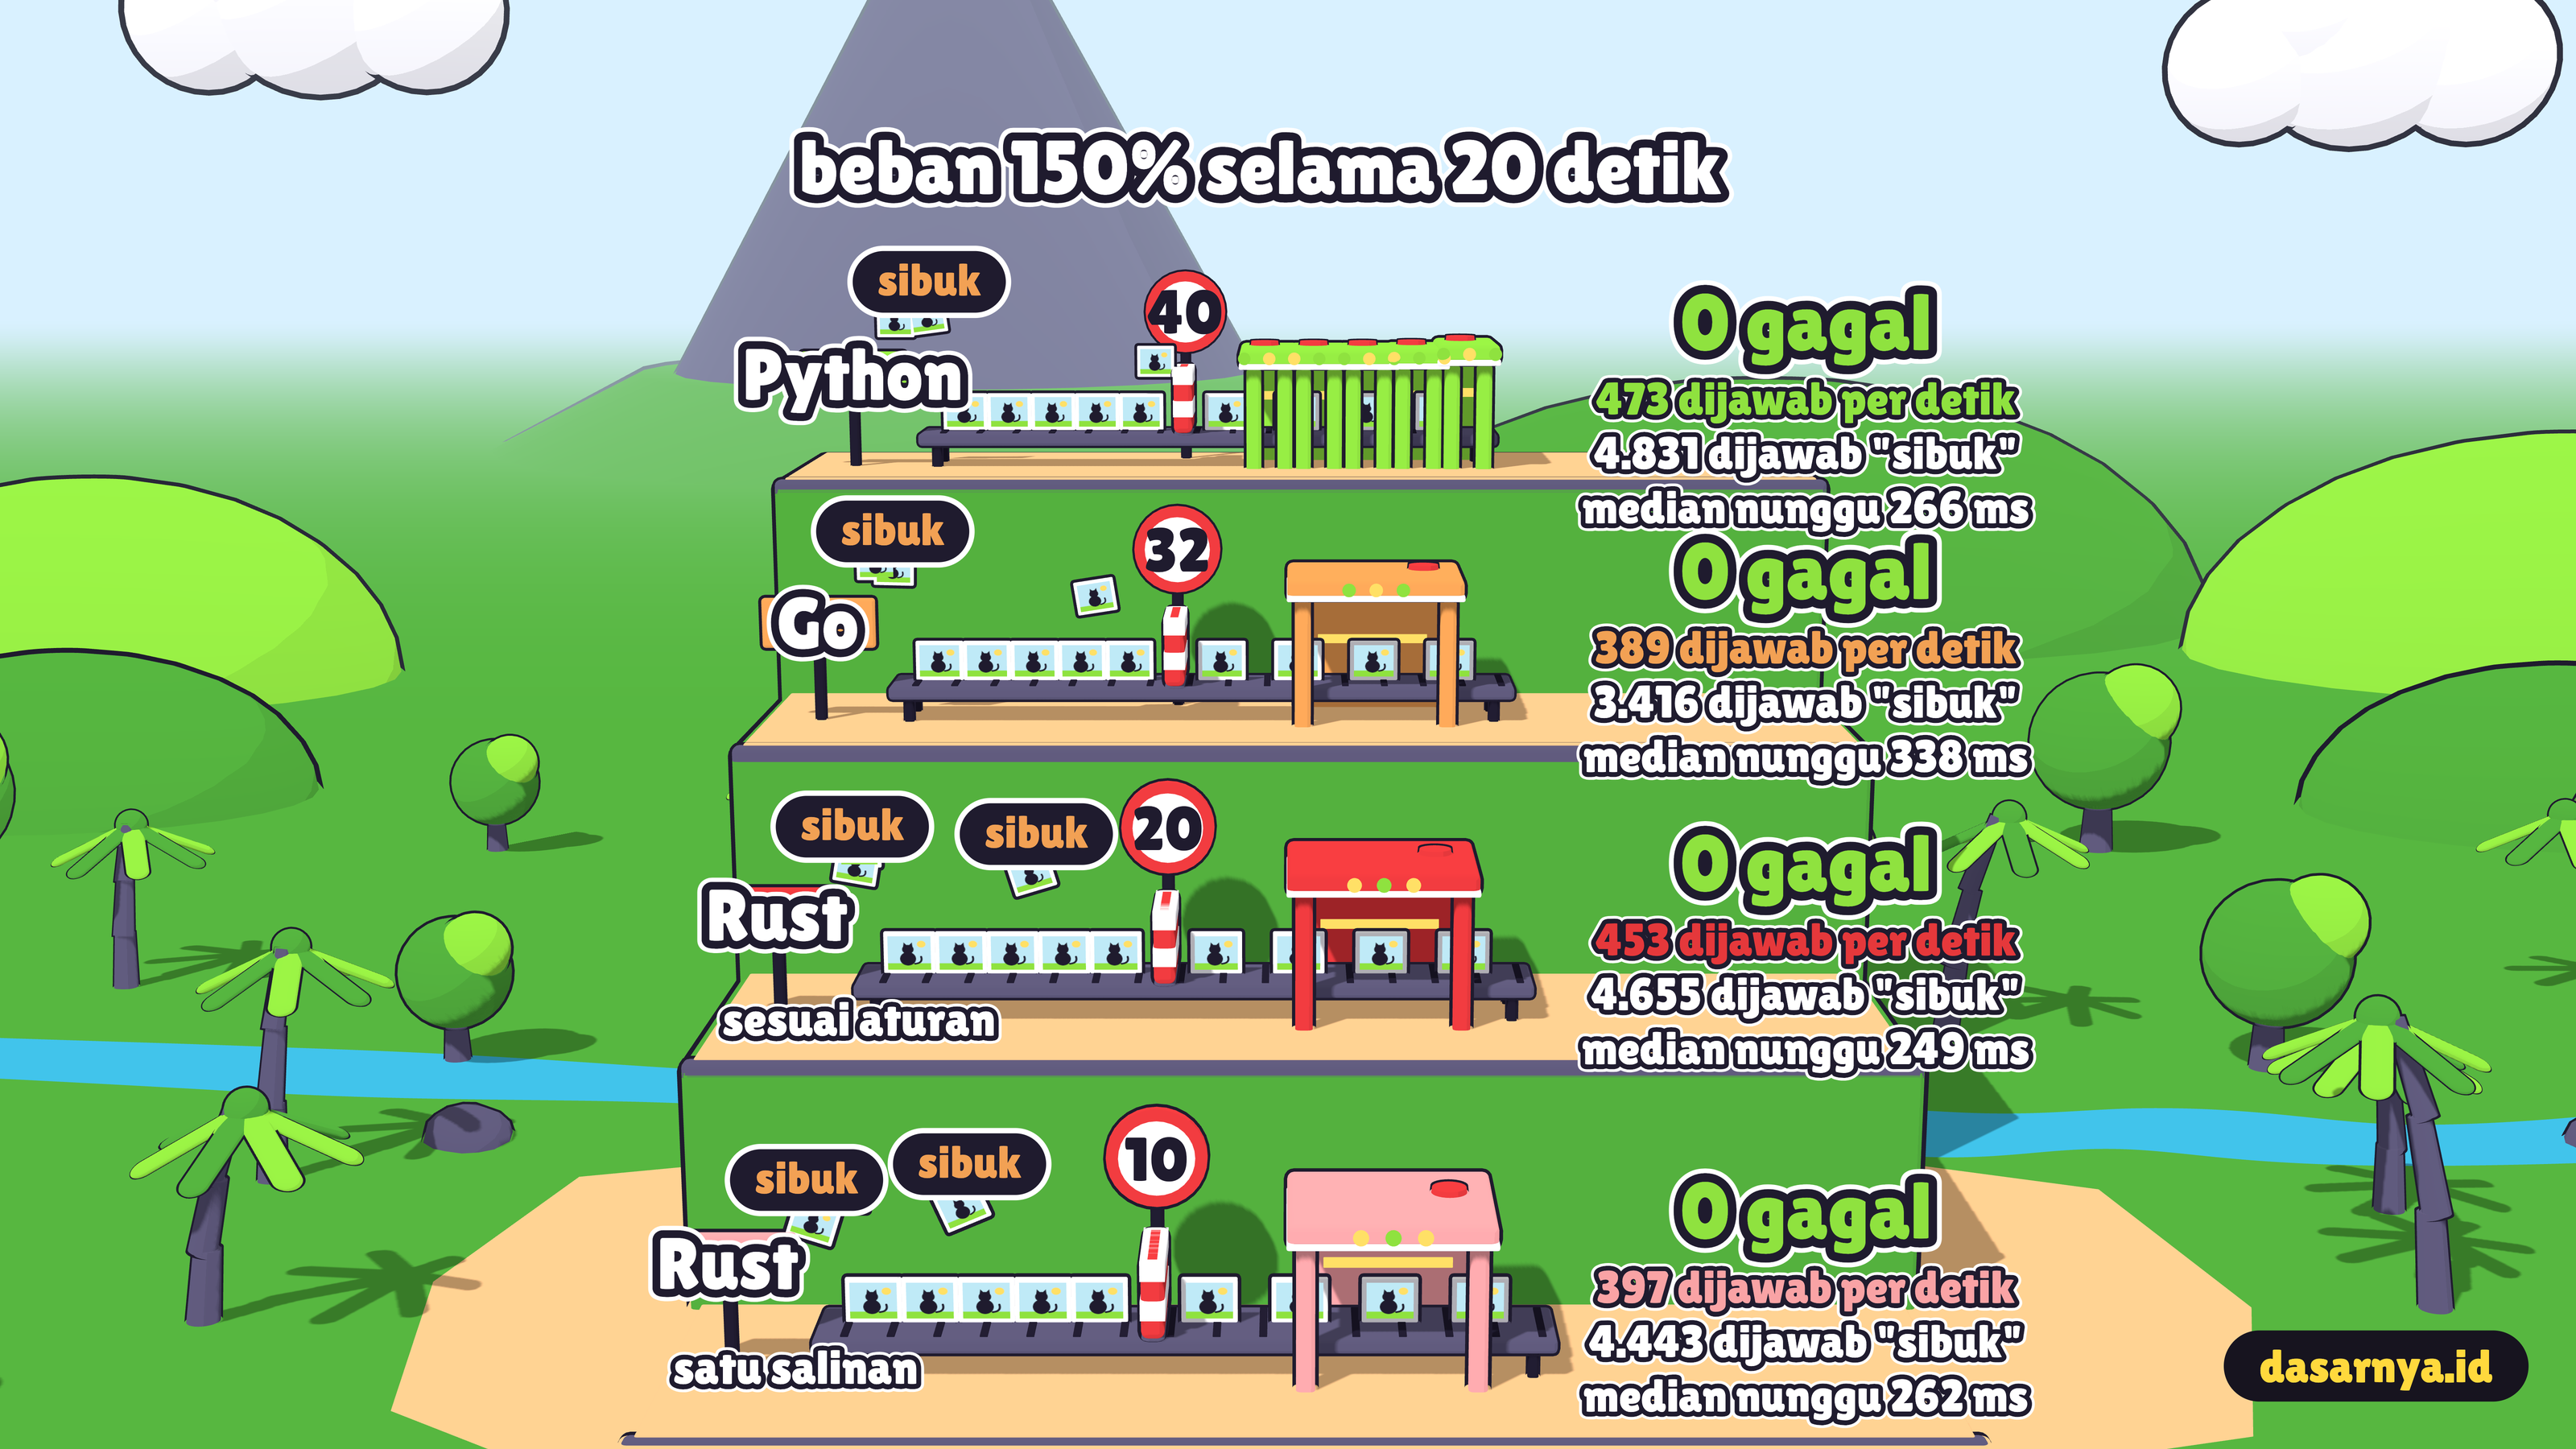 beban 150% selama 20 detik
sibuk
40
Python
0 gagal
473 dijawab per detik
4.831 dijawab "sibuk"
median nunggu 266 ms
sibuk
32
Go
0 gagal
389 dijawab per detik
3.416 dijawab "sibuk"
median nunggu 338 ms
sibuk
sibuk
20
Rust
sesuai aturan
0 gagal
453 dijawab per detik
4.655 dijawab "sibuk"
median nunggu 249 ms
sibuk
sibuk
10
Rust
satu salinan
0 gagal
397 dijawab per detik
4.443 dijawab "sibuk"
median nunggu 262 ms
dasarnya.id